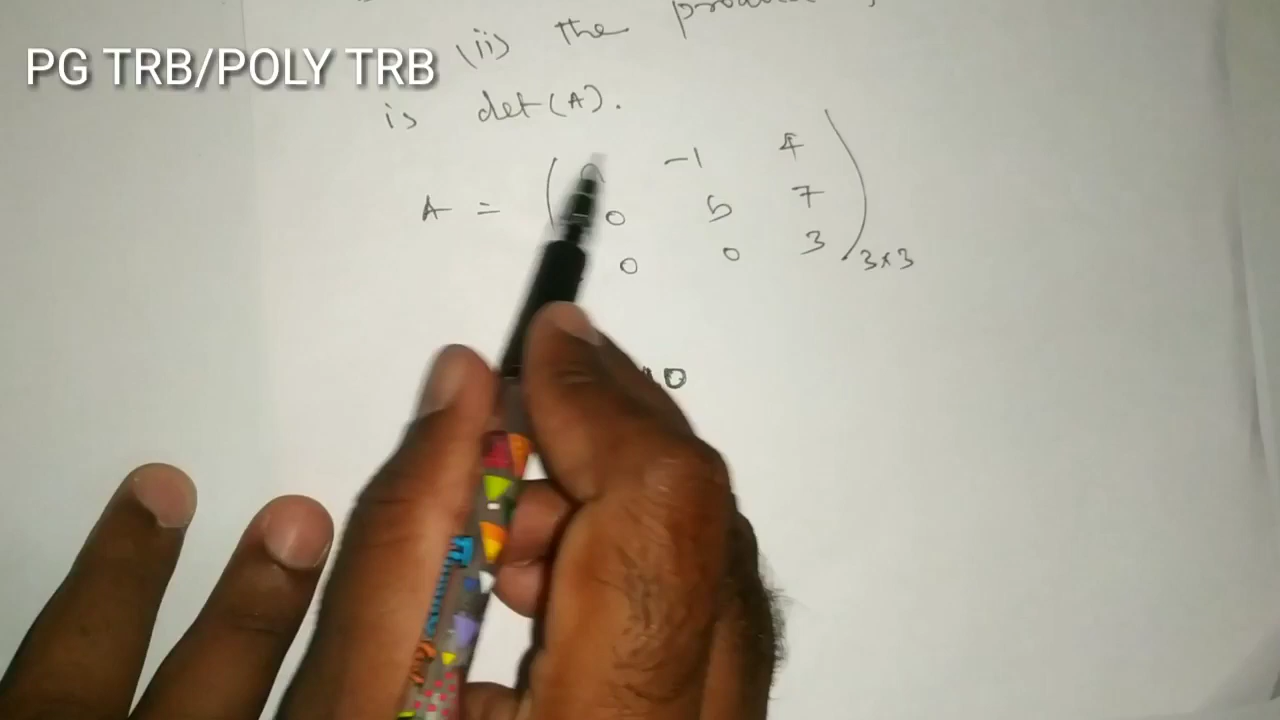 PG TRB/POLY TRB
(ii) the
is det(A).
-1 4
A = ( 0 5 7 )
0 0 3 3×3